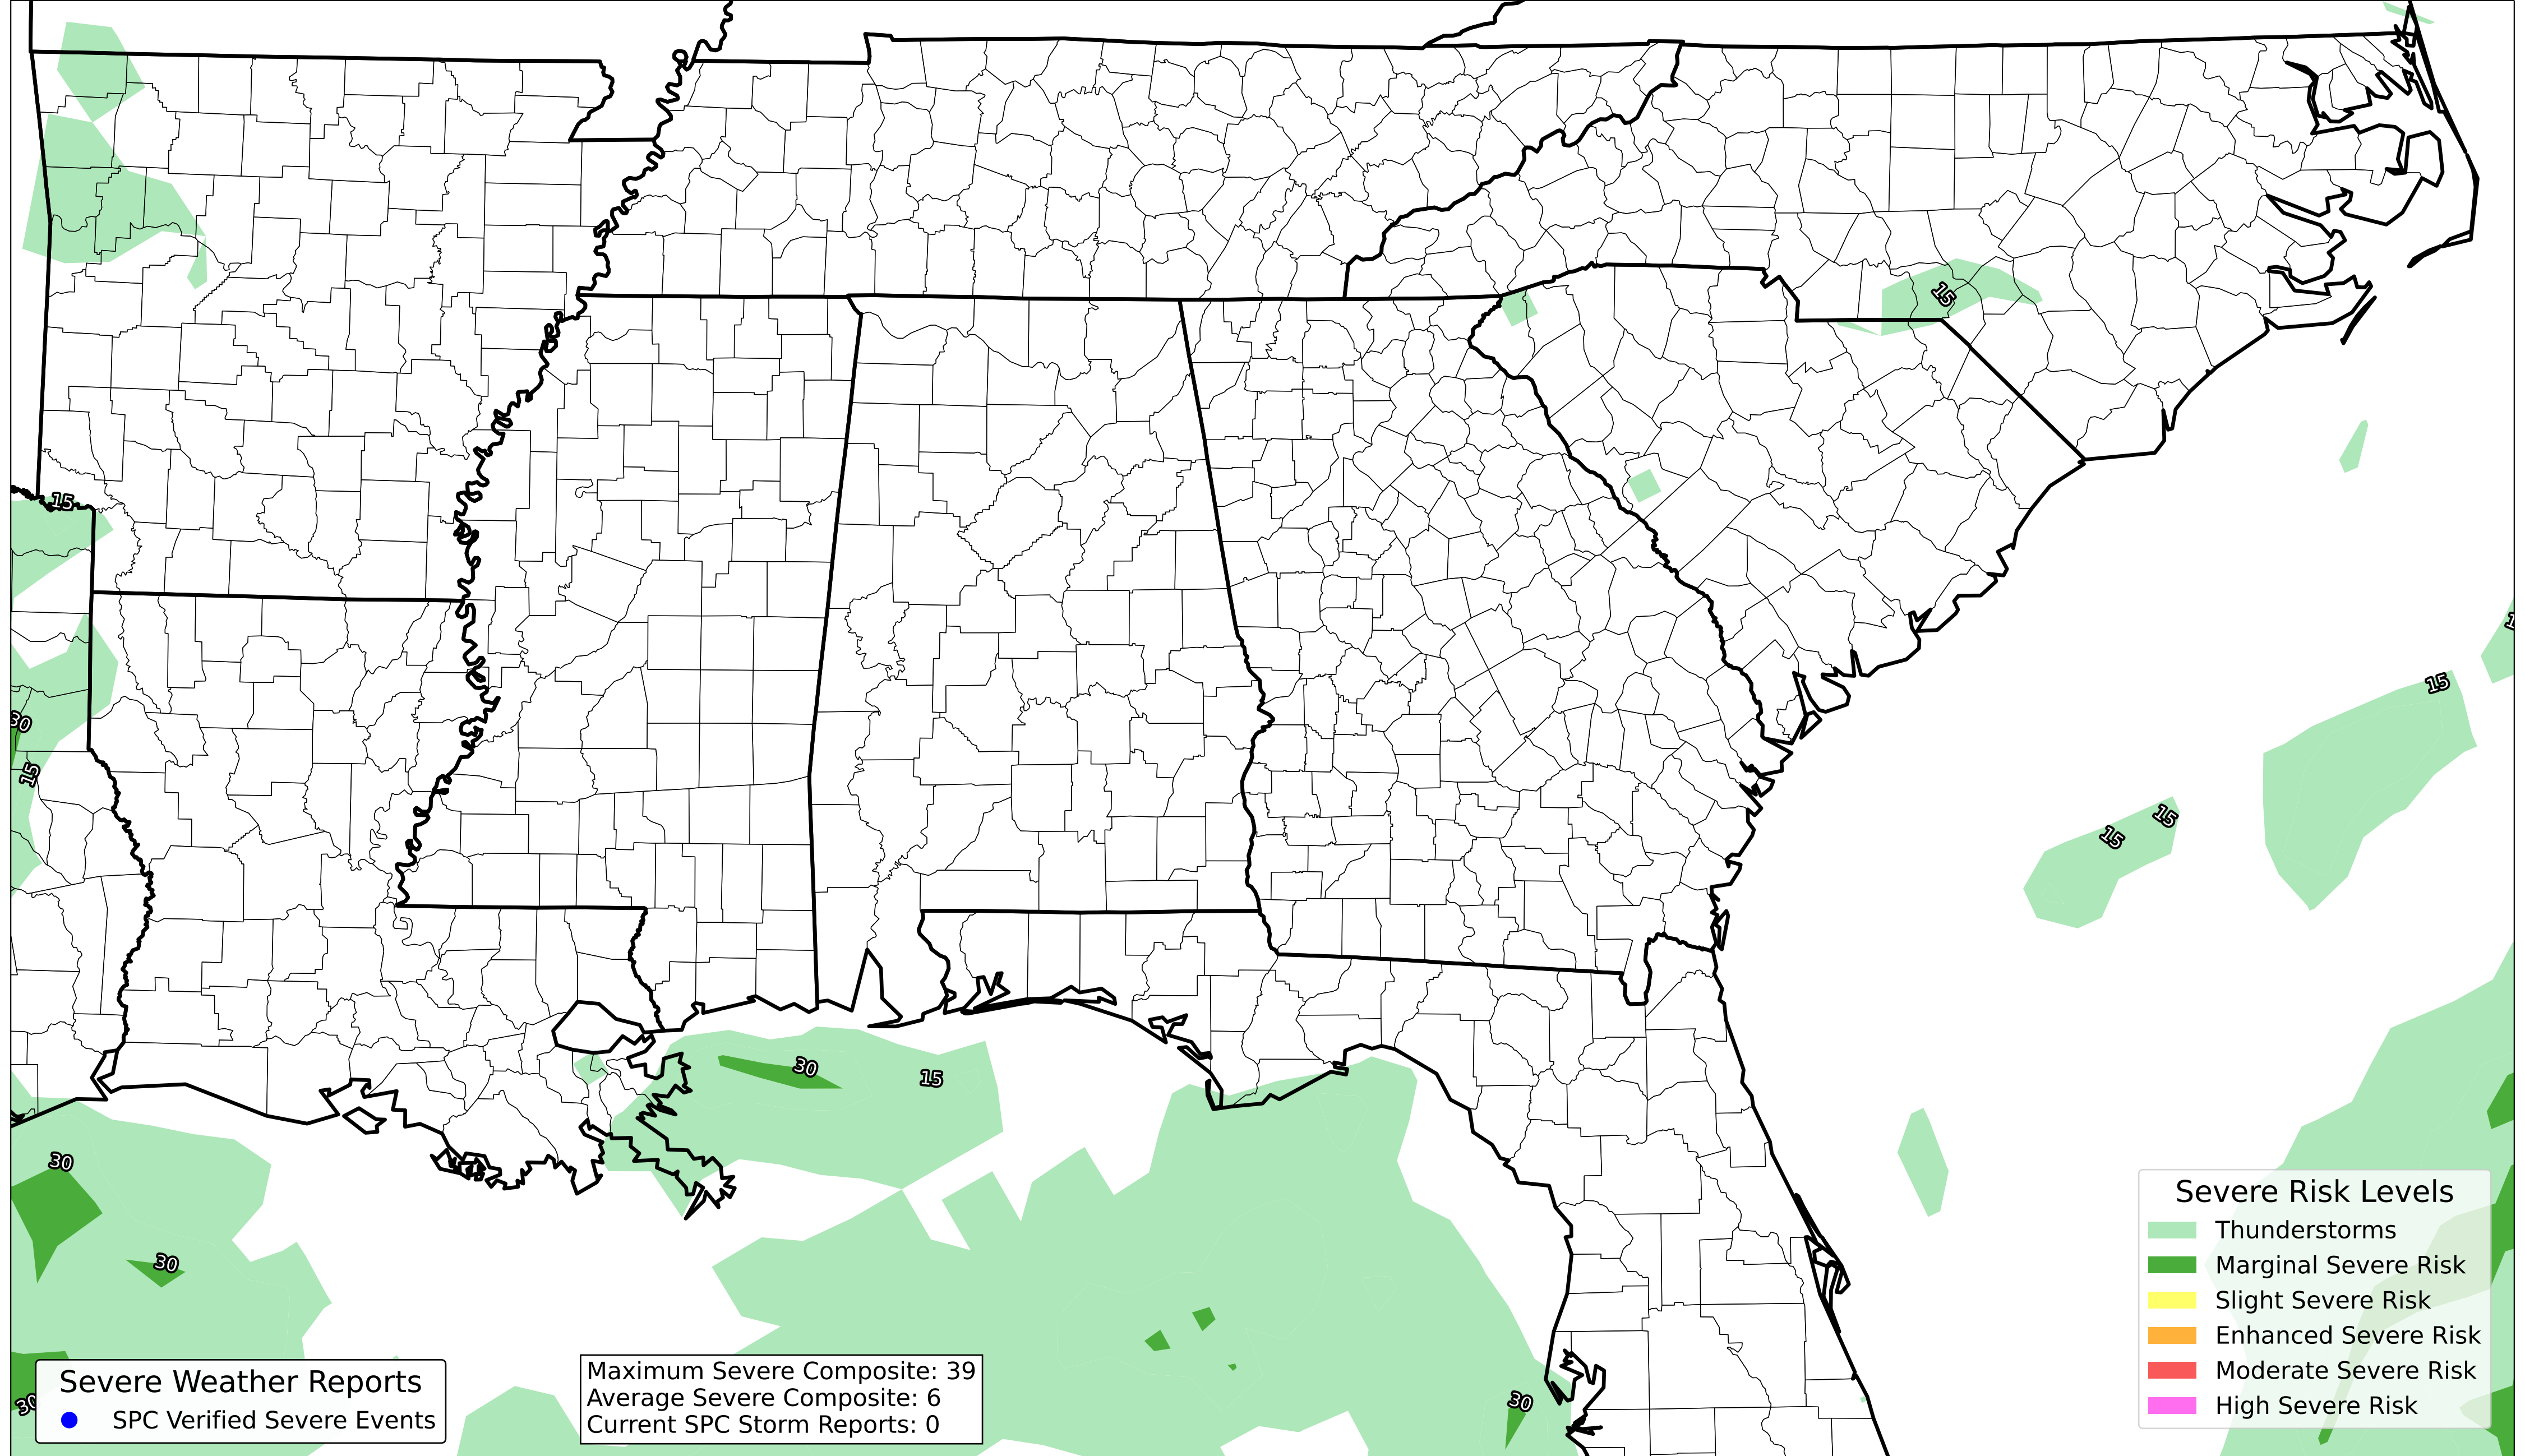 15
15
30
15
1
15
15
15
30
15
30
30
30
30
Severe Risk Levels
Thunderstorms
Marginal Severe Risk
Slight Severe Risk
Enhanced Severe Risk
Moderate Severe Risk
High Severe Risk
Severe Weather Reports
SPC Verified Severe Events
Maximum Severe Composite: 39
Average Severe Composite: 6
Current SPC Storm Reports: 0